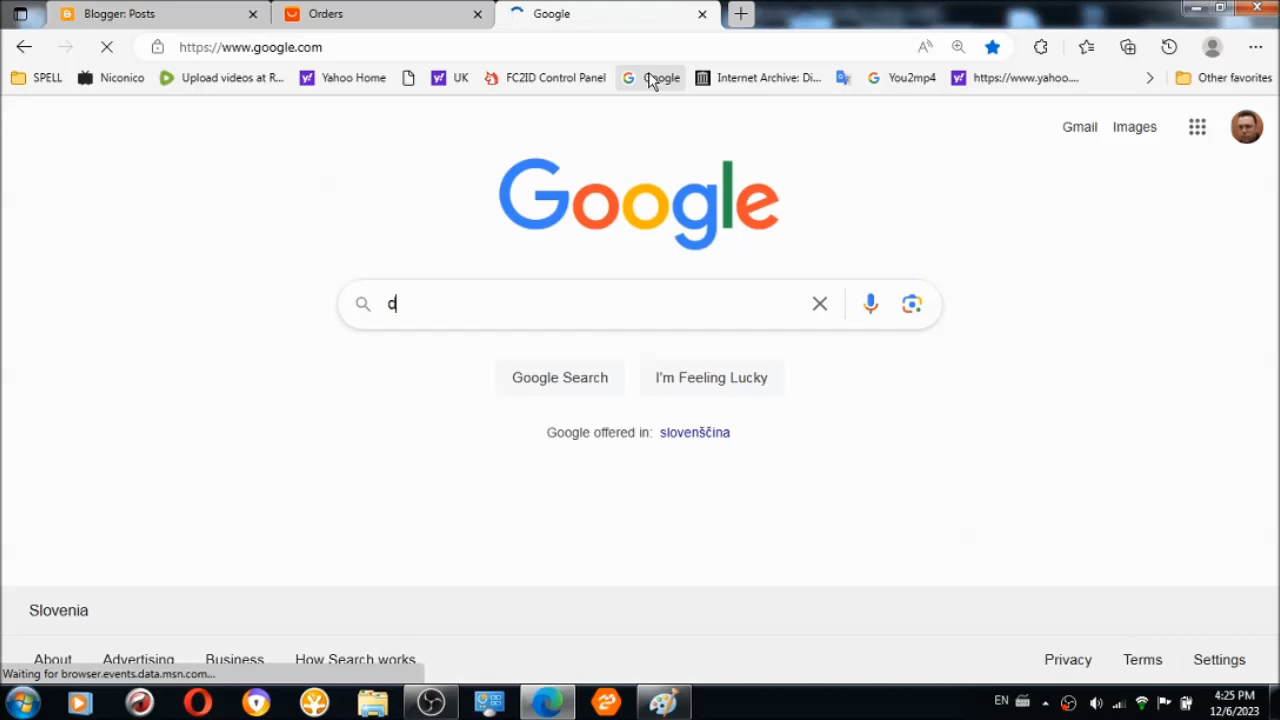 Blogger: Posts
Orders
Google
https://www.google.com
SPELL
Niconico
Upload videos at R...
Yahoo Home
UK
FC2ID Control Panel
Google
Internet Archive: Di...
You2mp4
https://www.yahoo....
Other favorites
Gmail
Images
Google
d
Google Search
I'm Feeling Lucky
Google offered in: slovenščina
Slovenia
About
Advertising
Business
How Search works
Privacy
Terms
Settings
Waiting for browser.events.data.msn.com...
EN
4:25 PM
12/6/2023